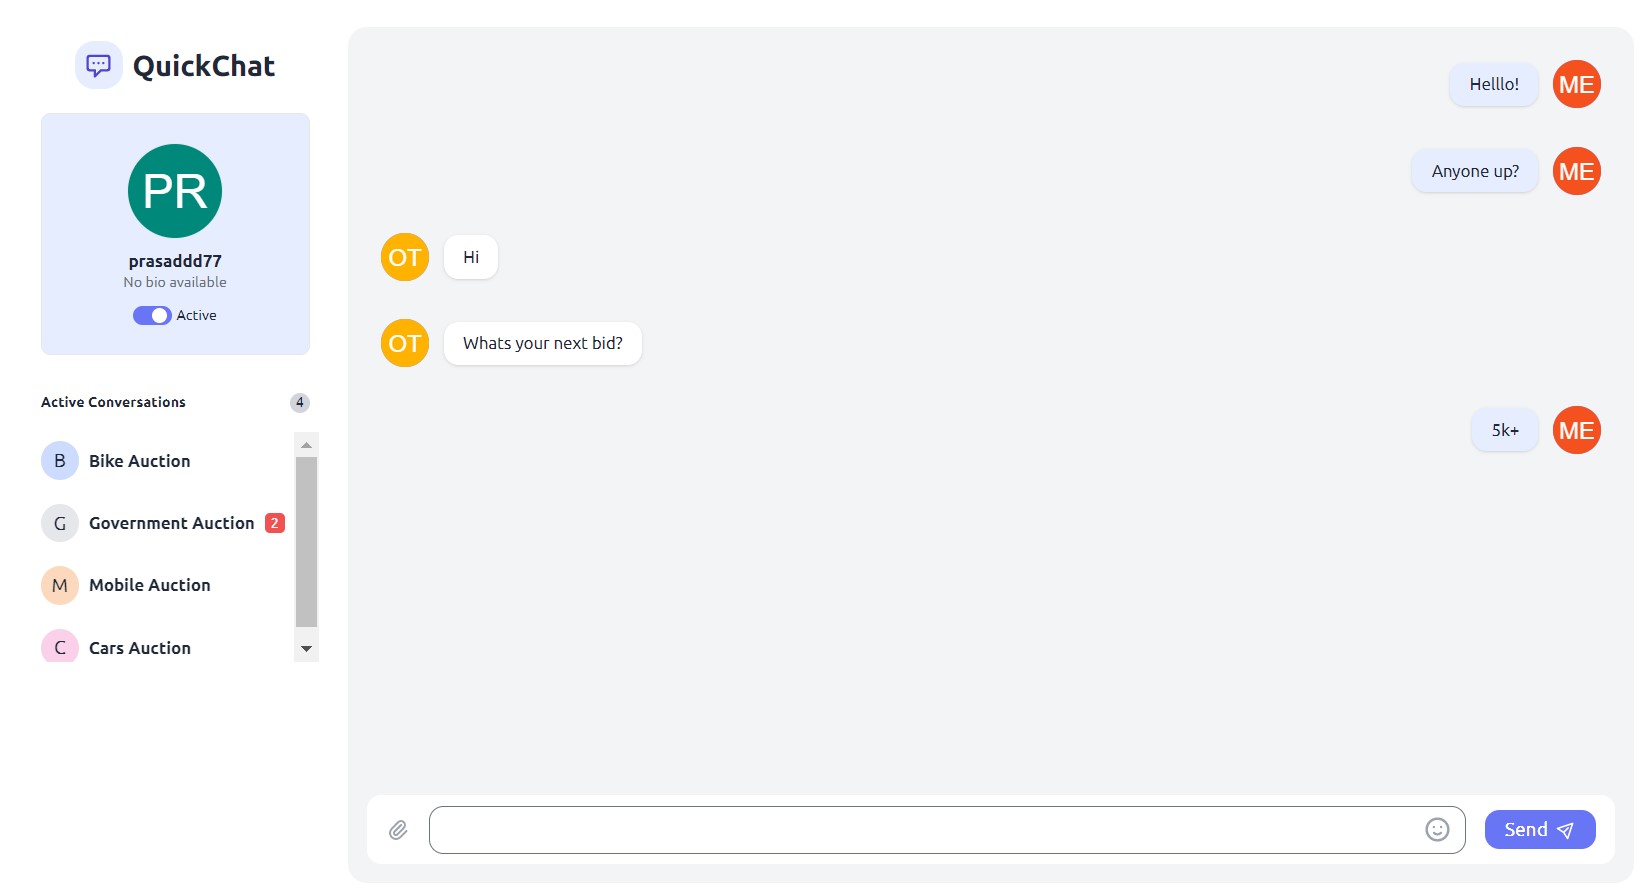 QuickChat
PR
prasaddd77
No bio available
Active
Active Conversations 4
B Bike Auction
G Government Auction 2
M Mobile Auction
C Cars Auction
Helllo! ME
Anyone up? ME
OT Hi
OT Whats your next bid?
5k+ ME
Send